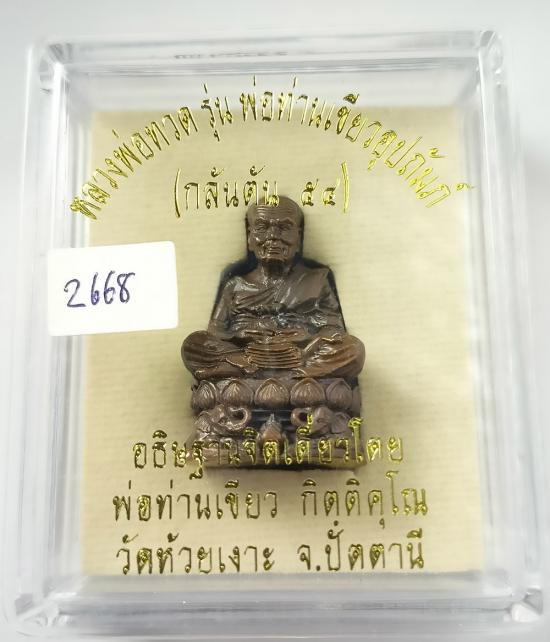 หลวงพ่อทวด รุ่น พ่อท่านเขียวอุปถัมภ์
(กลันตัน ๕๔)
2668
อธิษฐานจิตเดี่ยวโดย
พ่อท่านเขียว กิตติคุโณ
วัดห้วยเงาะ จ.ปัตตานี